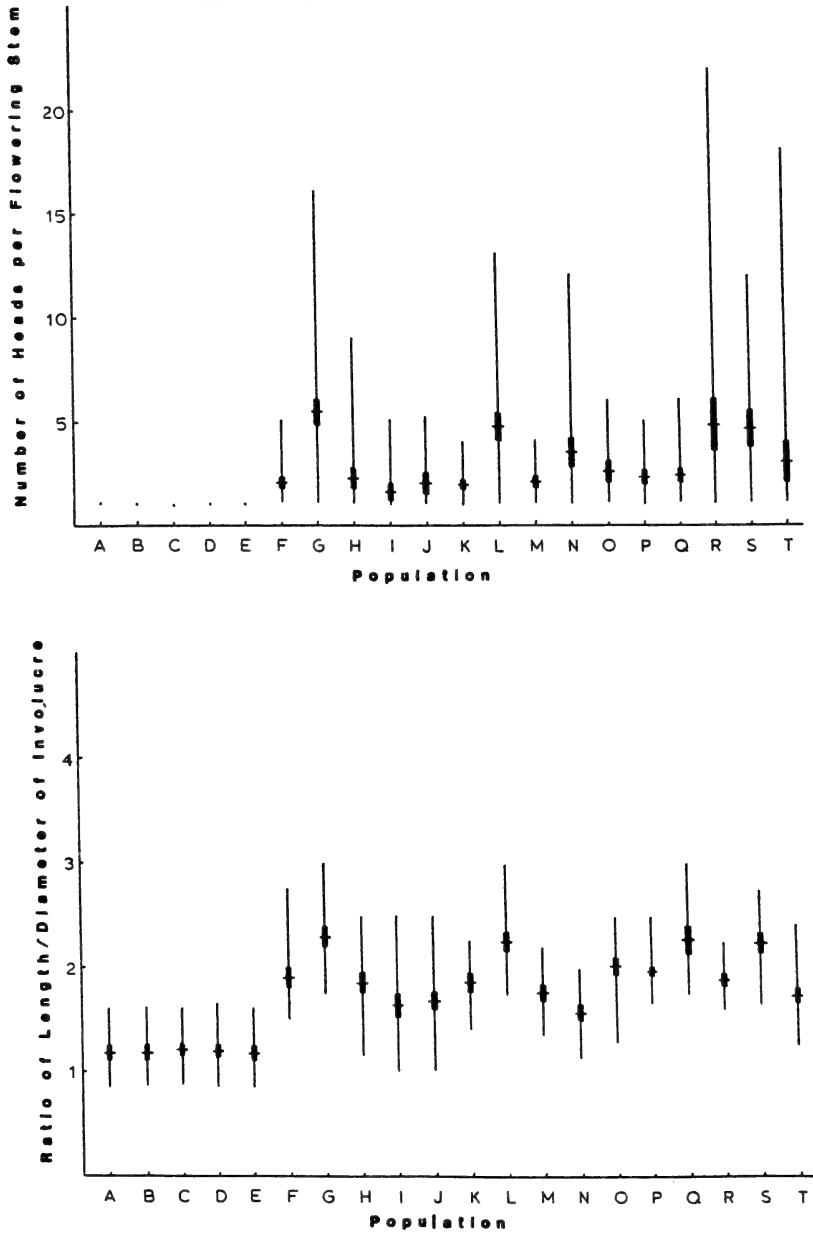 Number of Heads per Flowering Stem
20
15
10
5
A B C D E F G H I J K L M N O P Q R S T
Population
Ratio of Length/Diameter of Involucre
4
3
2
1
A B C D E F G H I J K L M N O P Q R S T
Population